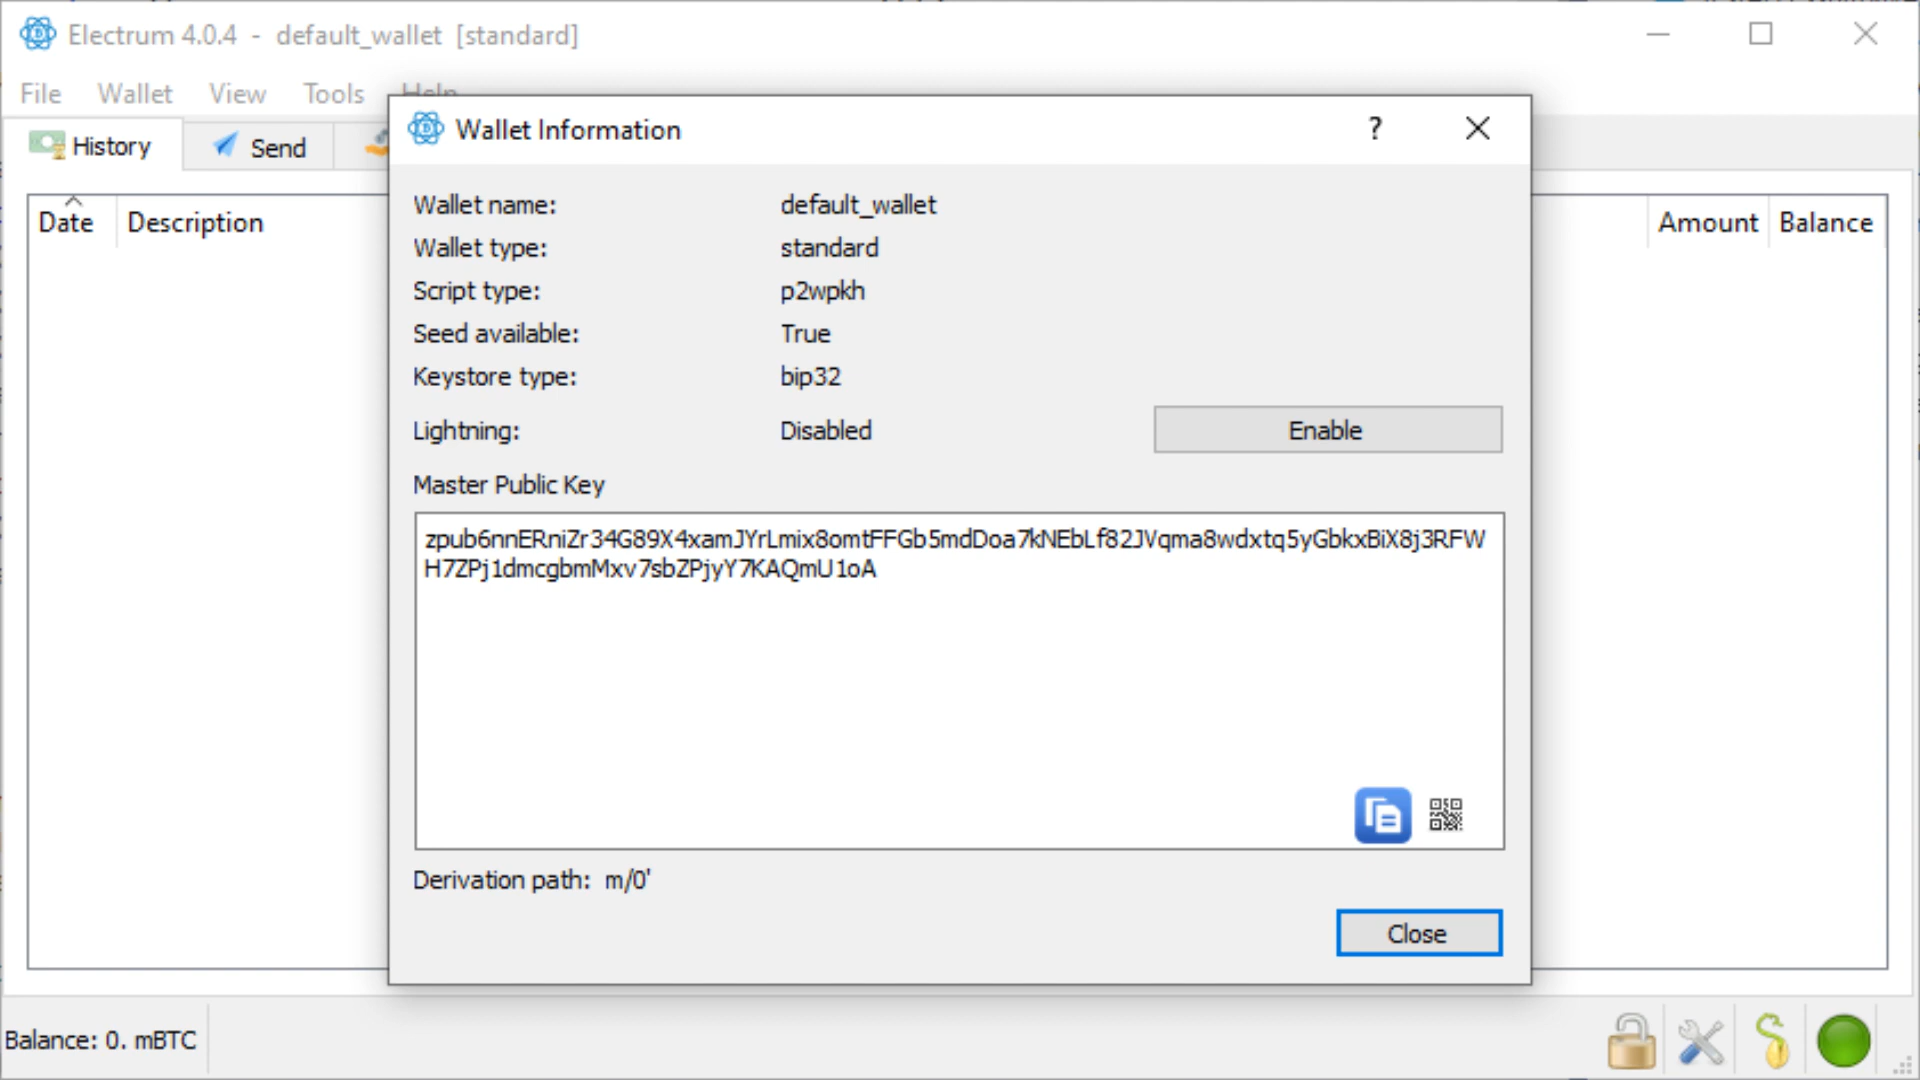 Electrum 4.0.4 - default_wallet [standard]
File Wallet View Tools Help
History Send
Date Description Amount Balance
Wallet Information
Wallet name: default_wallet
Wallet type: standard
Script type: p2wpkh
Seed available: True
Keystore type: bip32
Lightning: Disabled Enable
Master Public Key
zpub6nnERniZr34G89X4xamJYrLmix8omtFFGb5mdDoa7kNEbLf82JVqma8wdxtq5yGbkxBiX8j3RFW
H7ZPj1dmcgbmMxv7sbZPjyY7KAQmU1oA
Derivation path: m/0'
Close
Balance: 0. mBTC